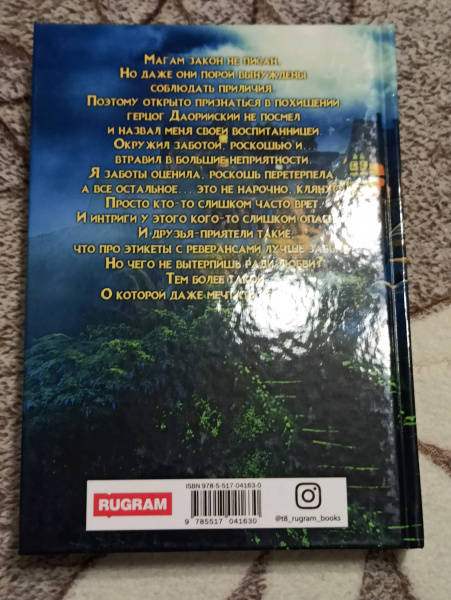 Магам закон не писан.
Но даже они порой вынуждены
соблюдать приличия.
Поэтому открыто признаться в похищении
герцог Даорийский не посмел
и назвал меня своей воспитанницей.
Окружил заботой, роскошью и...
втравил в большие неприятности.
Я заботы оценила, роскошь перетерпела,
а все остальное... это не нарочно,
Просто кто-то слишком часто врет.
И интриги у этого кого-то слишком
И друзья-приятели такие,
что про этикеты с реверансами лучше
Но чего не вытерпишь ради любви?
Тем более
О которой даже
ISBN 978-5-517-04163-0
RUGRAM
9 785517 041630
@t8_rugram_books